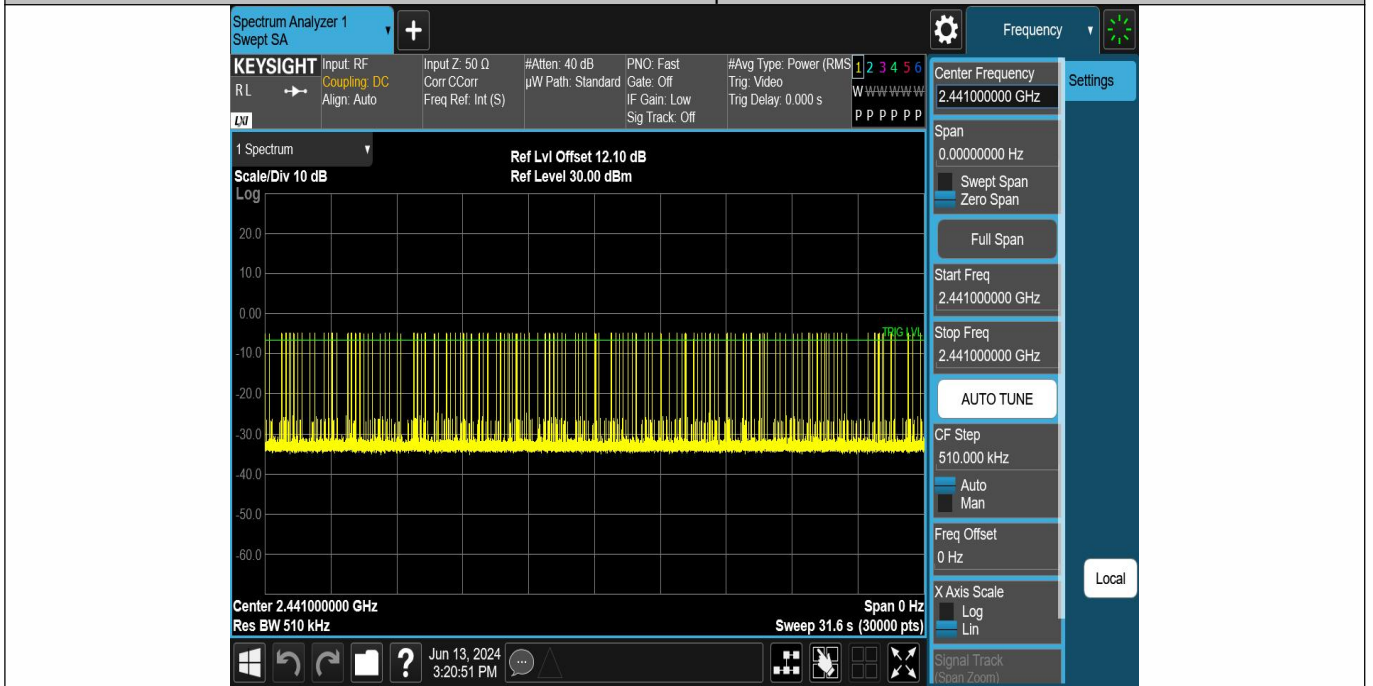 Spectrum Analyzer 1
Swept SA
+
Frequency
KEYSIGHT
R L
LXI
Input: RF
Coupling: DC
Align: Auto
Input Z: 50 Ω
Corr CCorr
Freq Ref: Int (S)
#Atten: 40 dB
µW Path: Standard
PNO: Fast
Gate: Off
IF Gain: Low
Sig Track: Off
#Avg Type: Power (RMS
Trig: Video
Trig Delay: 0.000 s
1 2 3 4 5 6
W W W W W W
P P P P P P
Center Frequency
2.441000000 GHz
Settings
Span
0.00000000 Hz
Swept Span
Zero Span
Full Span
Start Freq
2.441000000 GHz
Stop Freq
2.441000000 GHz
AUTO TUNE
CF Step
510.000 kHz
Auto
Man
Freq Offset
0 Hz
X Axis Scale
Log
Lin
Signal Track
(Span Zoom)
Local
1 Spectrum
Scale/Div 10 dB
Ref Lvl Offset 12.10 dB
Ref Level 30.00 dBm
Log
20.0
10.0
0.00
TRIG LVL
-10.0
-20.0
-30.0
-40.0
-50.0
-60.0
Center 2.441000000 GHz
Span 0 Hz
Res BW 510 kHz
Sweep 31.6 s (30000 pts)
?
Jun 13, 2024
3:20:51 PM